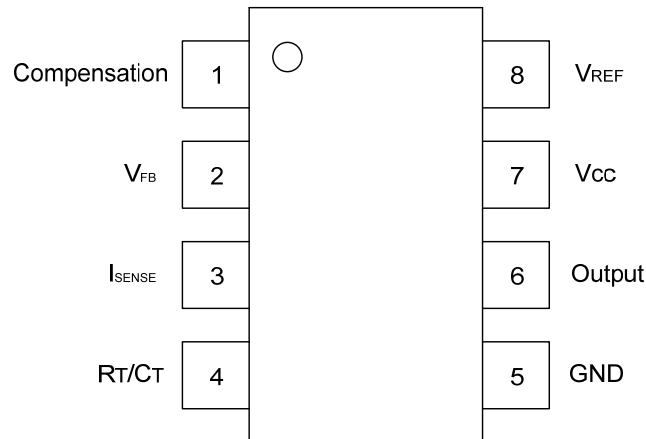 Compensation 1 8 VREF
VFB 2 7 Vcc
ISENSE 3 6 Output
RT/CT 4 5 GND